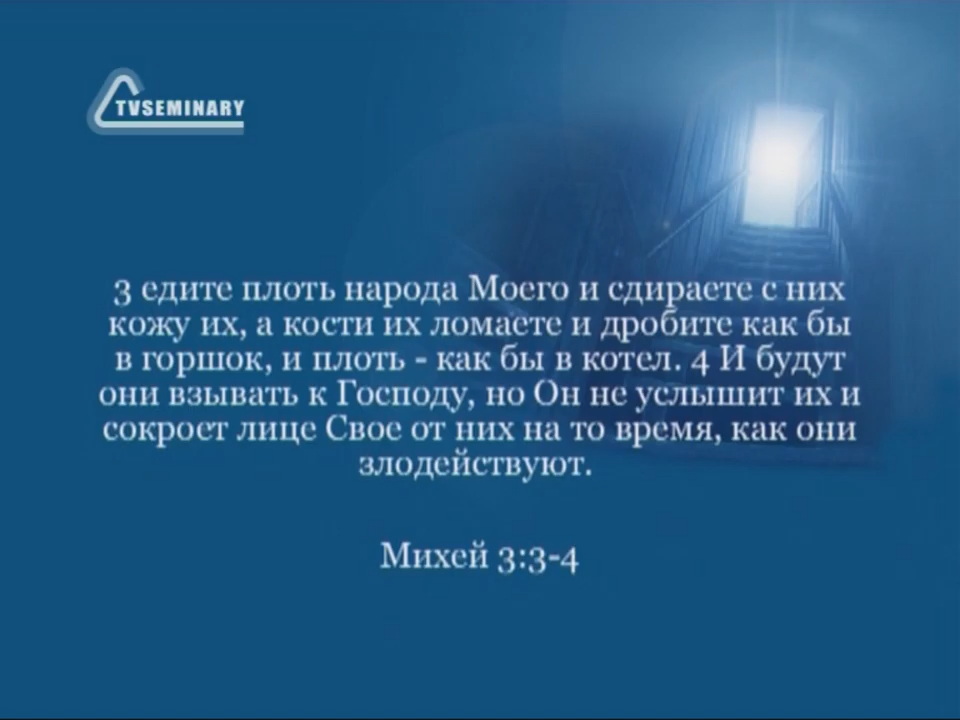 TVSEMINARY
3 едите плоть народа Моего и сдираете с них
кожу их, а кости их ломаете и дробите как бы
в горшок, и плоть - как бы в котел. 4 И будут
они взывать к Господу, но Он не услышит их и
сокроет лице Свое от них на то время, как они
злодействуют.
Михей 3:3-4